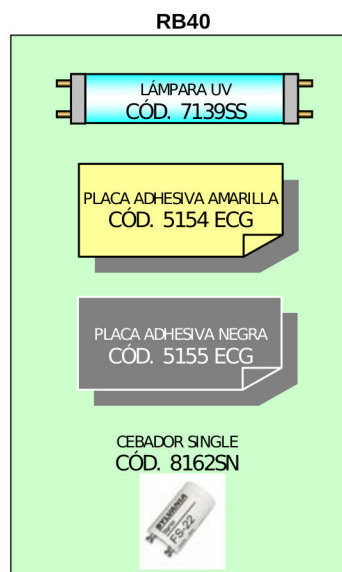 RB40
LÁMPARA UV
CÓD. 7139SS
PLACA ADHESIVA AMARILLA
CÓD. 5154 ECG
PLACA ADHESIVA NEGRA
CÓD. 5155 ECG
CEBADOR SINGLE
CÓD. 8162SN
SYLVANIA
FS-22